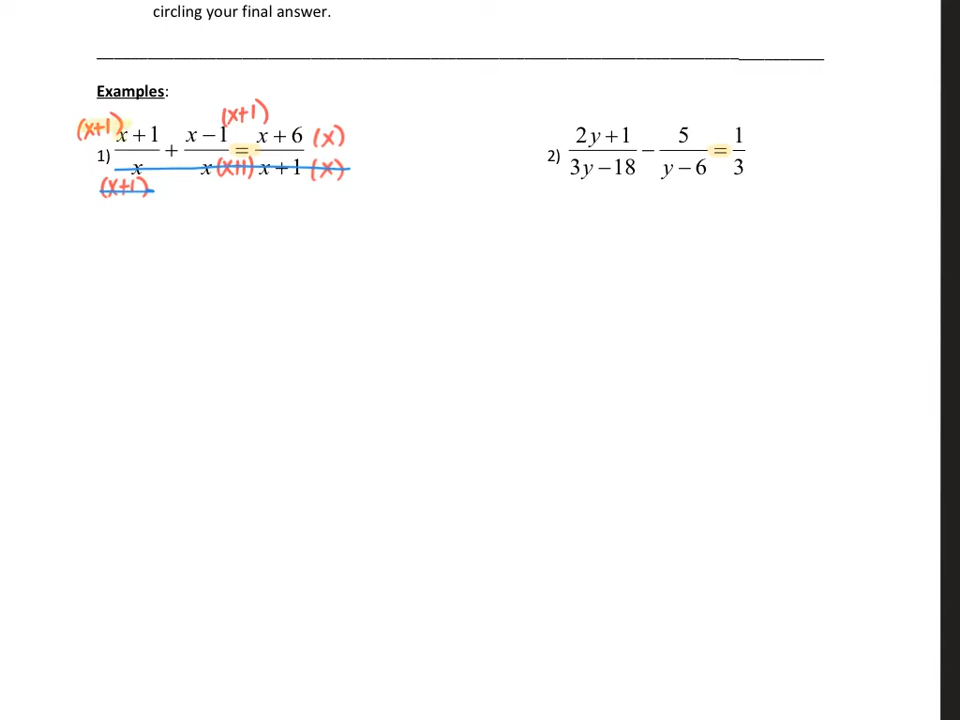 circling your final answer.
Examples:
1) (x+1) x + 1 / x (x+1) + x − 1 (x+1) / x (x+1) = x + 6 (x) / x + 1 (x)
2) 2y + 1 / 3y − 18 − 5 / y − 6 = 1 / 3